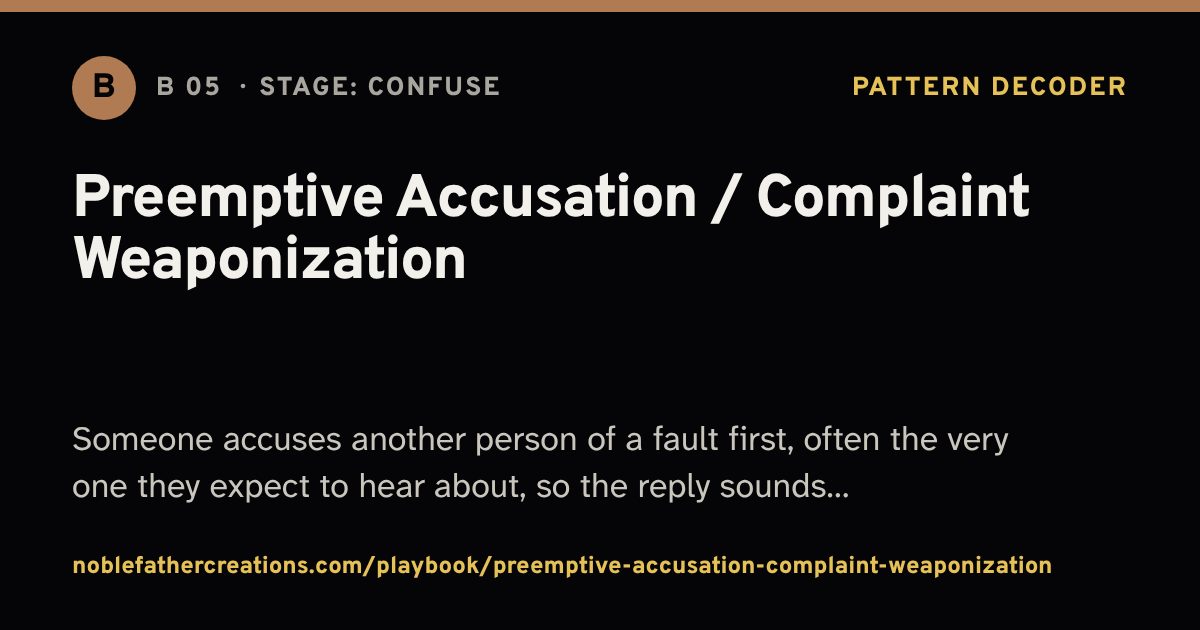 B
B 05 · STAGE: CONFUSE
PATTERN DECODER
Preemptive Accusation / Complaint
Weaponization
Someone accuses another person of a fault first, often the very
one they expect to hear about, so the reply sounds...
noblefathercreations.com/playbook/preemptive-accusation-complaint-weaponization